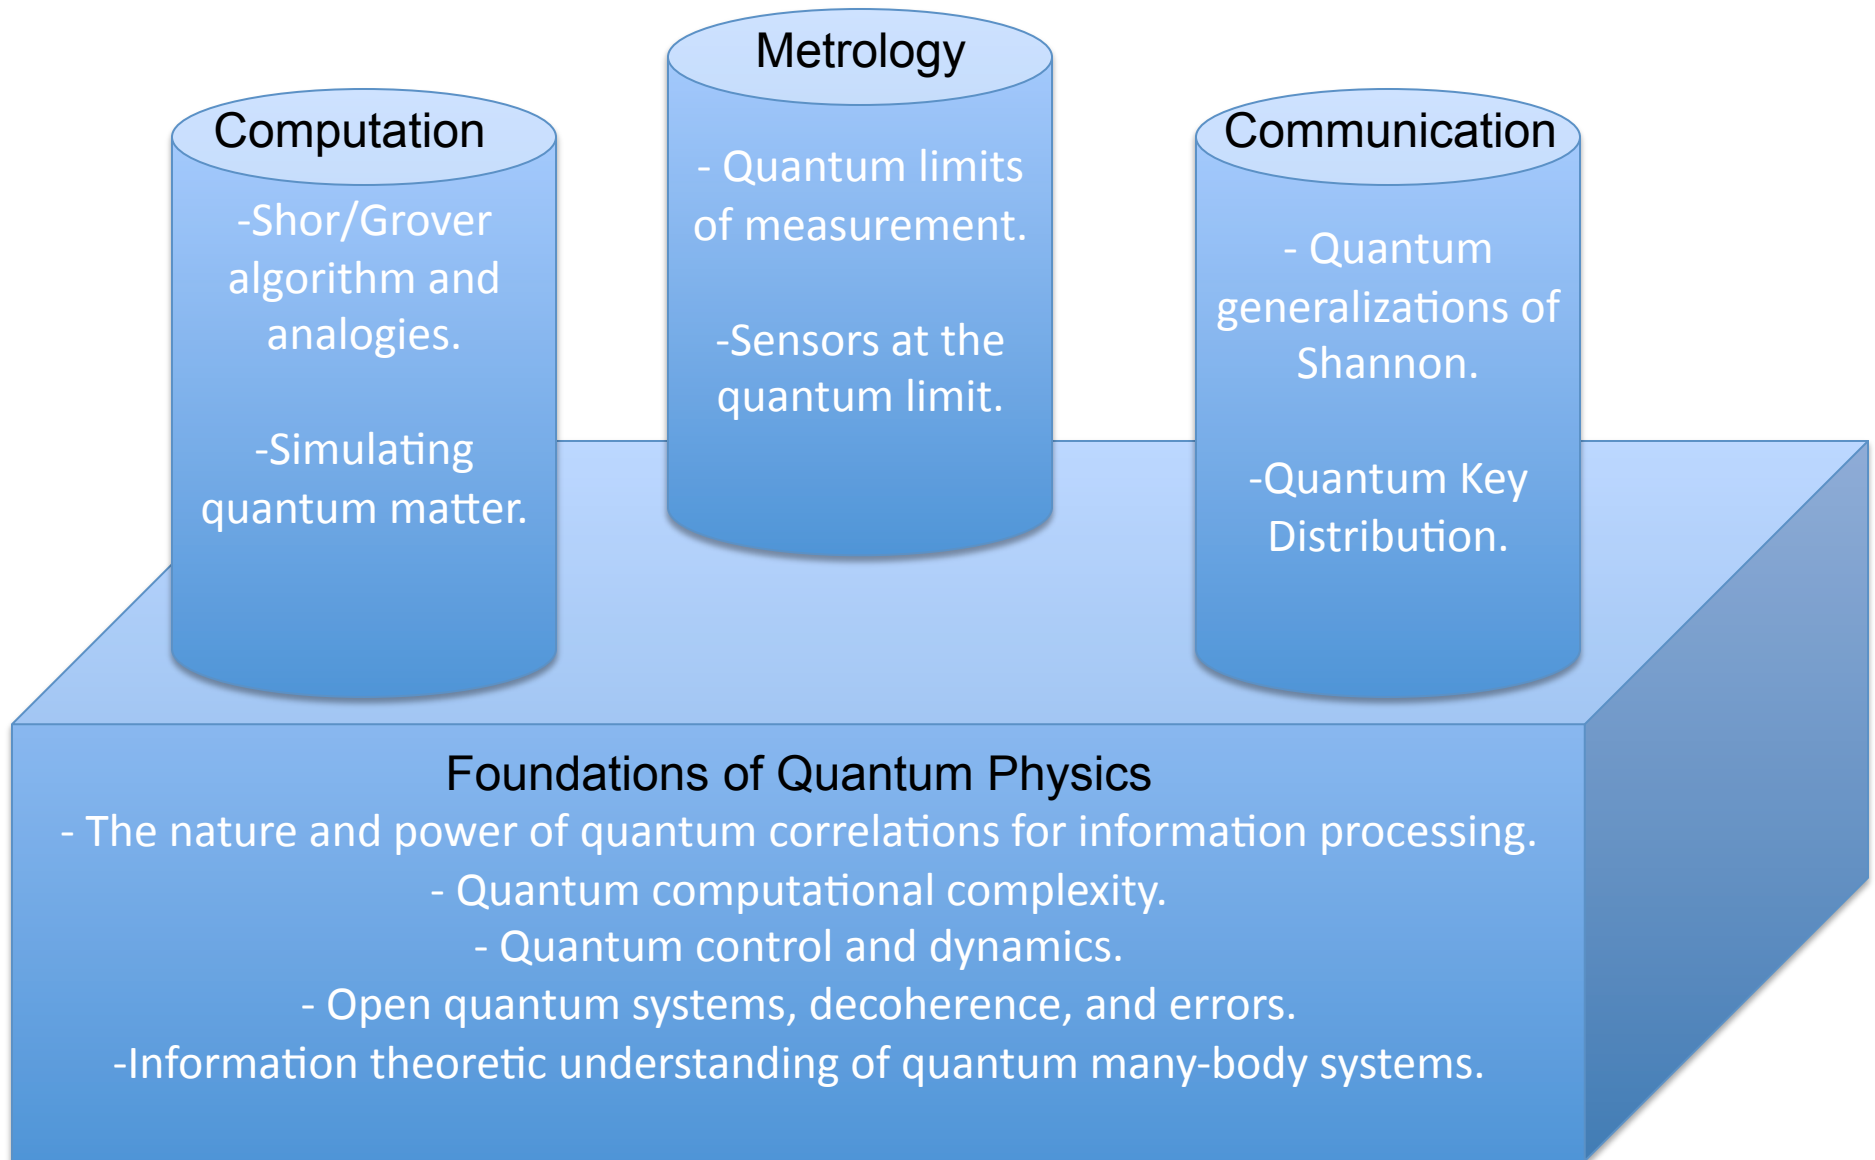 Computation
-Shor/Grover
algorithm and
analogies.
-Simulating
quantum matter.
Metrology
- Quantum limits
of measurement.
-Sensors at the
quantum limit.
Communication
- Quantum
generalizations of
Shannon.
-Quantum Key
Distribution.
Foundations of Quantum Physics
- The nature and power of quantum correlations for information processing.
- Quantum computational complexity.
- Quantum control and dynamics.
- Open quantum systems, decoherence, and errors.
-Information theoretic understanding of quantum many-body systems.